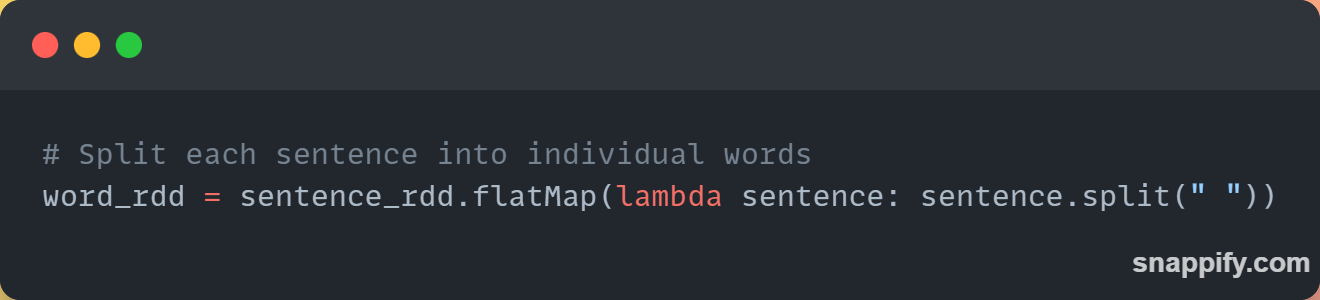 # Split each sentence into individual words
word_rdd = sentence_rdd.flatMap(lambda sentence: sentence.split(" "))
snappify.com